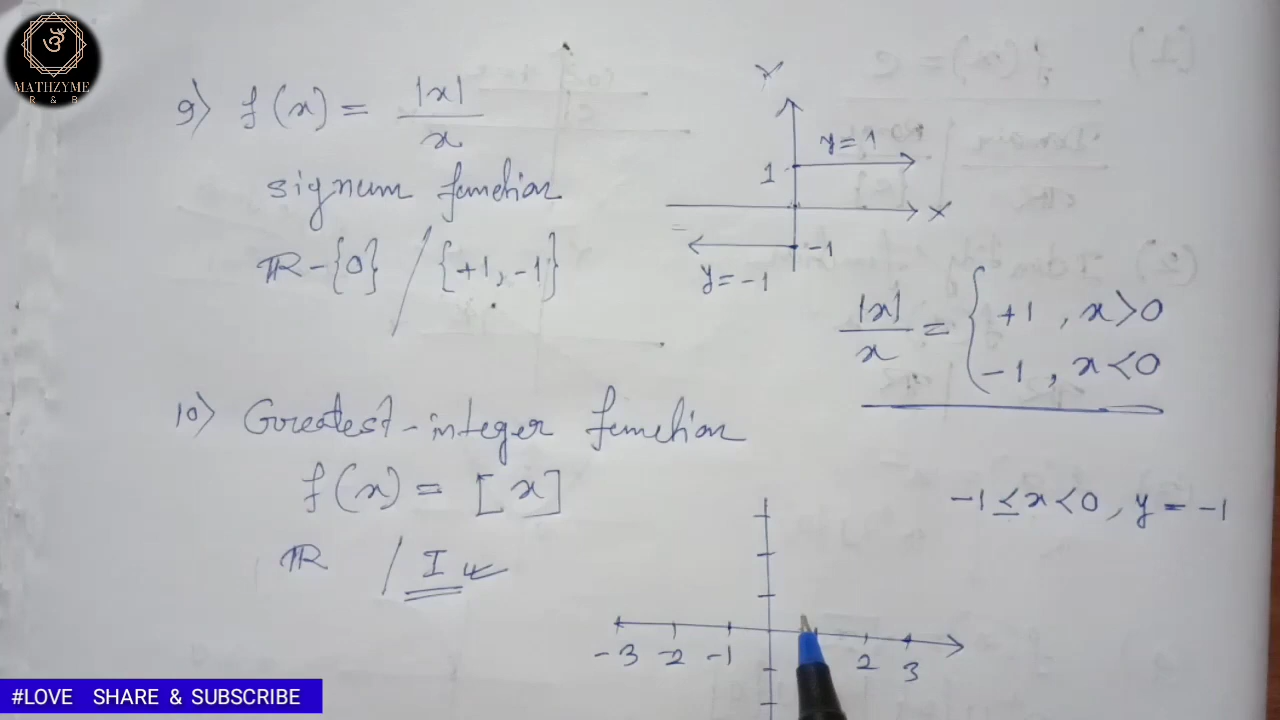 ॐ
MATHZYME
R & B
9) f(x) = |x|/x
signum function
R - {0} / {+1, -1}
Y
y = 1
1
X
-1
y = -1
|x|/x = { +1 , x > 0
-1 , x < 0
10) Greatest-integer function
f(x) = [x]
R / I
-1 ≤ x < 0 , y = -1
-3 -2 -1 2 3
#LOVE SHARE & SUBSCRIBE